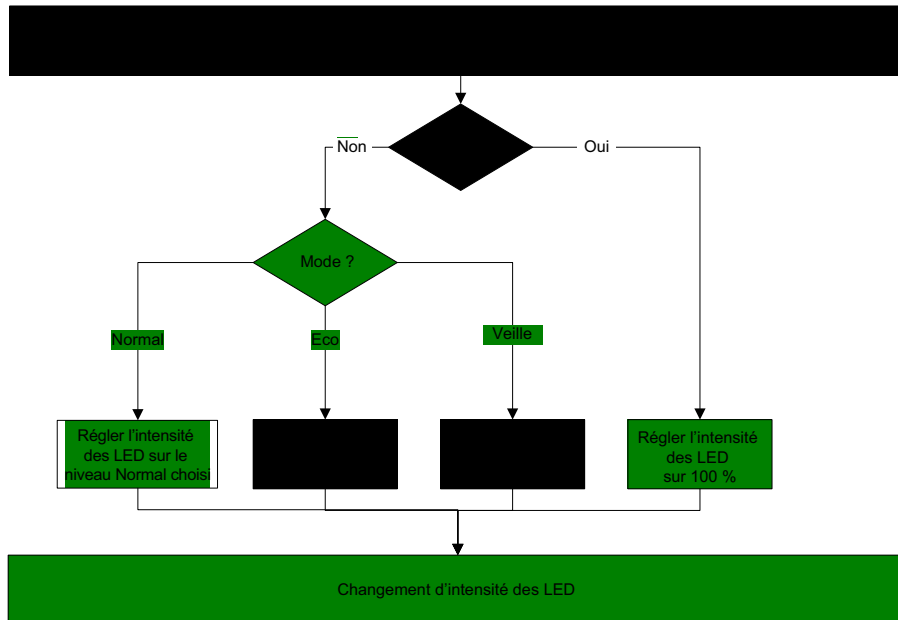 Non
Oui
Mode ?
Normal
Eco
Veille
Régler l'intensité
des LED sur le
niveau Normal choisi
Régler l'intensité
des LED
sur 100 %
Changement d'intensité des LED